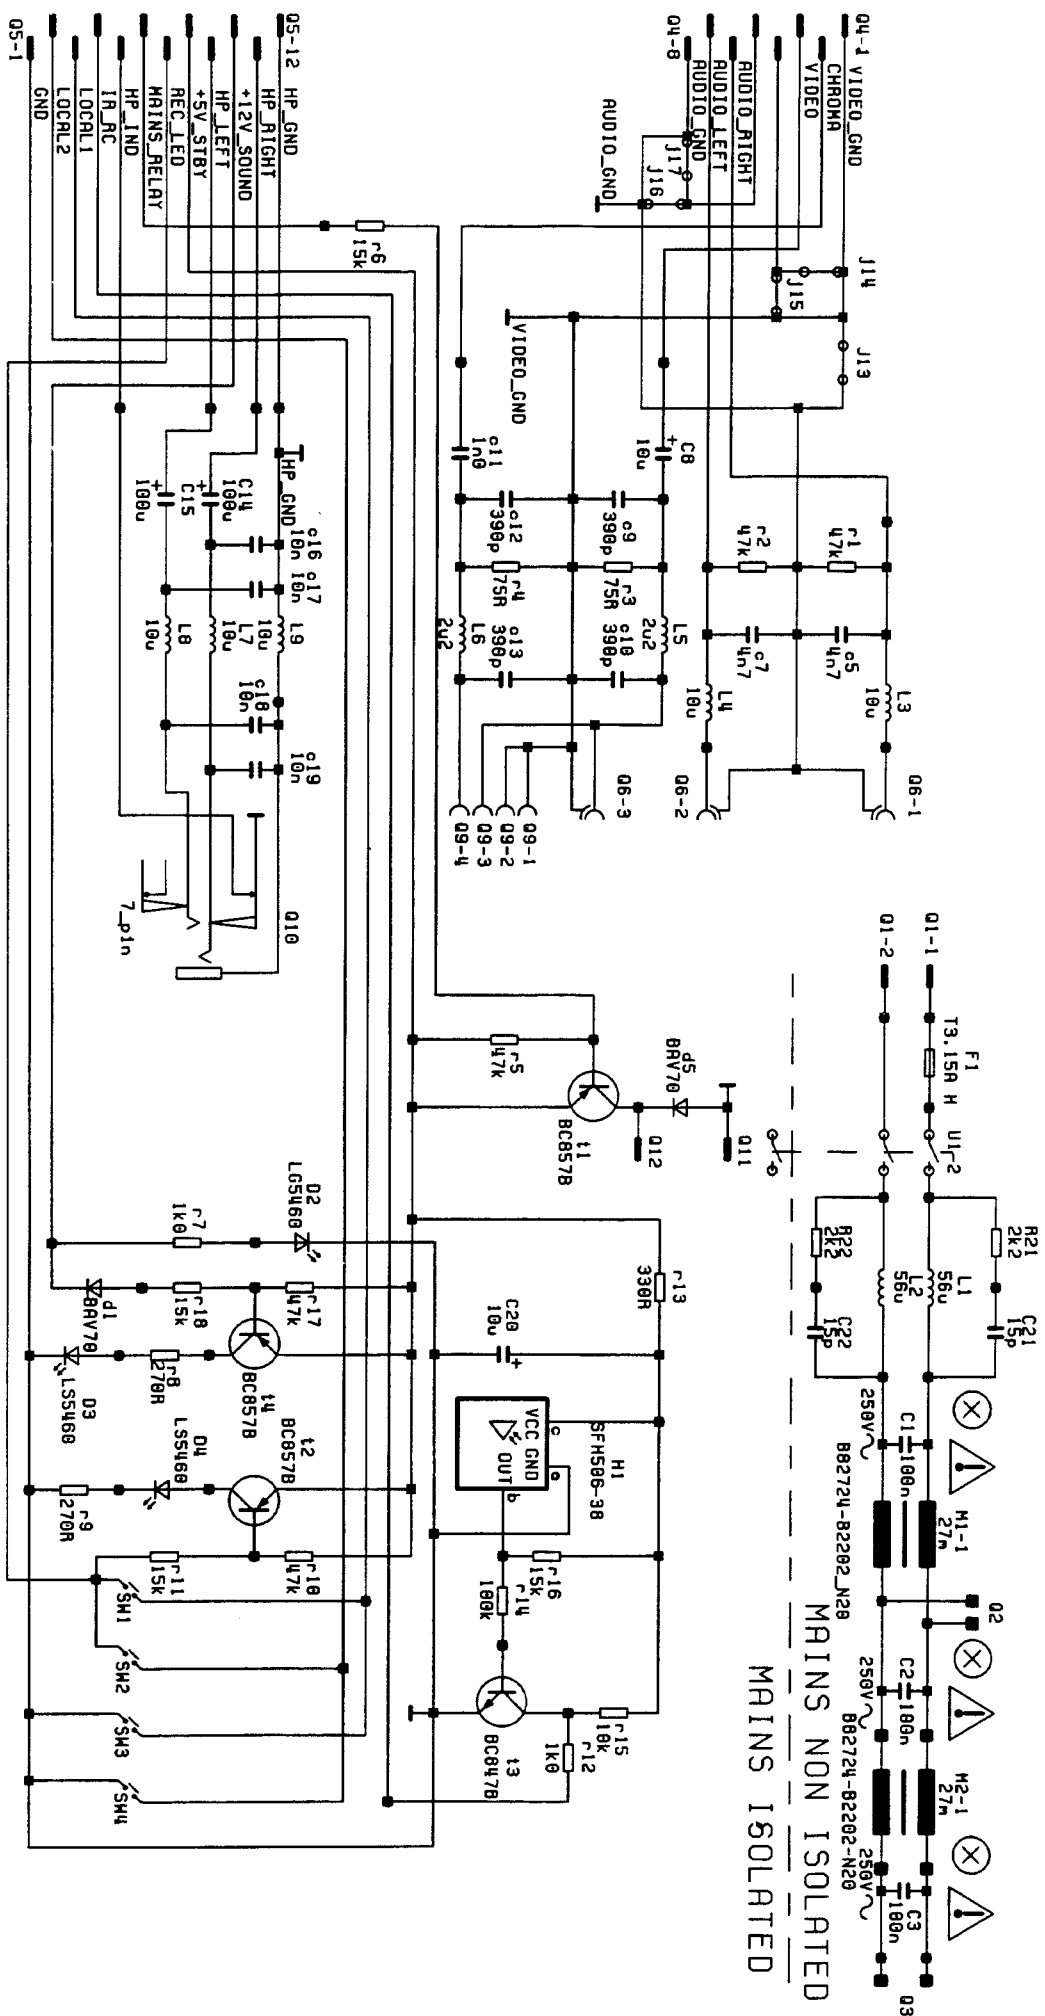 Q4-1
VIDEO_GND
CHROMA
VIDEO
AUDIO_RIGHT
AUDIO_LEFT
AUDIO_GND
Q4-8
j17
j16
AUDIO_GND
j14
j15
j13
VIDEO_GND
C8
10u
c11
1n0
c9
390p
c12
390p
r3
75R
r4
75R
c10
390p
c13
390p
L5
2u2
L6
2u2
r1
47k
r2
47k
c5
4n7
c7
4n7
L3
10u
L4
10u
Q6-1
Q6-2
Q6-3
Q9-1
Q9-2
Q9-3
Q9-4
Q5-12
HP_GND
HP_RIGHT
+12V_SOUND
HP_LEFT
+5V_STBY
REC_LED
MAINS_RELAY
HP_IND
IR_RC
LOCAL1
LOCAL2
GND
Q5-1
r6
15k
HP_GND
C14
100u
C15
100u
c16
10n
c17
10n
L9
10u
L7
10u
L8
10u
c18
10n
c19
10n
Q10
7_pin
Q1-1
Q1-2
F1
T3.15A H
U1-2
R21
2k2
C21
15p
L1
56u
L2
56u
R22
2k2
C22
15p
C1
100n
250V
M1-1
27m
B82724-B2202_N20
Q2
C2
100n
250V
M2-1
27m
B82724-B2202-N20
C3
100n
250V
Q3
MAINS NON ISOLATED
MAINS ISOLATED
r5
47k
t1
BC857B
d5
BAV70
Q11
Q12
D2
LG5460
r7
1k0
r13
330R
r17
47k
r18
15k
d1
BAV70
C20
10u
t4
BC857B
r8
270R
D3
LS5460
H1
SFH506-38
VCC
GND
OUT
c
a
b
t2
BC857B
D4
LS5460
r9
270R
r10
47k
r11
15k
r16
15k
r14
100k
t3
BC847B
r15
10k
r12
1k0
SW1
SW2
SW3
SW4